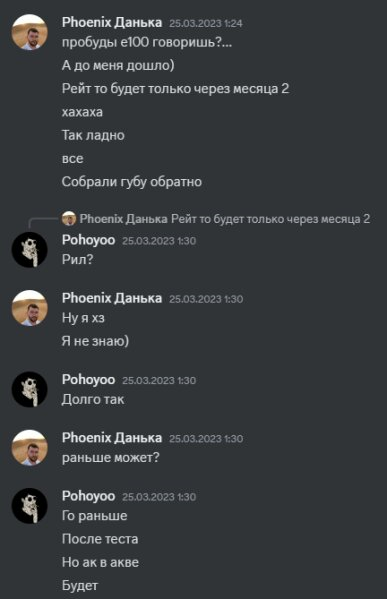 Phoenix Данька 25.03.2023 1:24
пробуды е100 говоришь?...
А до меня дошло)
Рейт то будет только через месяца 2
хахаха
Так ладно
все
Собрали губу обратно
Phoenix Данька Рейт то будет только через месяца 2
Pohoyoo 25.03.2023 1:30
Рил?
Phoenix Данька 25.03.2023 1:30
Ну я хз
Я не знаю)
Pohoyoo 25.03.2023 1:30
Долго так
Phoenix Данька 25.03.2023 1:30
раньше может?
Pohoyoo 25.03.2023 1:30
Го раньше
После теста
Но ак в акве
Будет